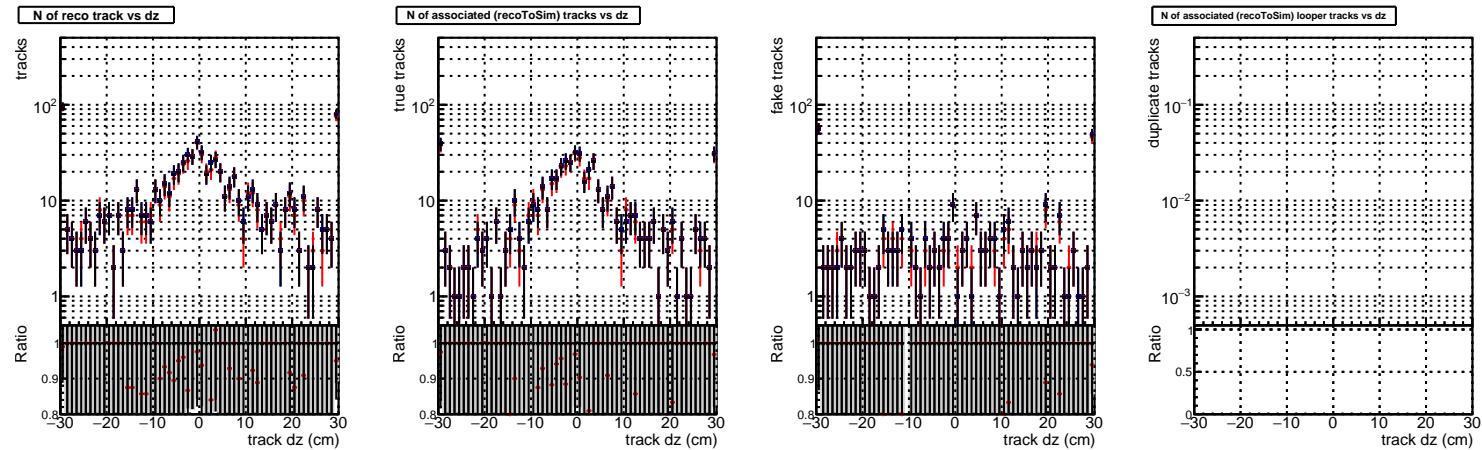 N of reco track vs dz
tracks
10²
10
1
Ratio
1
0.9
0.8
−30 −20 −10 0 10 20 30
track dz (cm)
N of associated (recoToSim) tracks vs dz
true tracks
10²
10
1
Ratio
1
0.9
0.8
−30 −20 −10 0 10 20 30
track dz (cm)
fake tracks
10²
10
1
Ratio
1
0.9
0.8
−30 −20 −10 0 10 20 30
track dz (cm)
N of associated (recoToSim) looper tracks vs dz
duplicate tracks
10⁻¹
10⁻²
10⁻³
Ratio
1
0.5
0
−30 −20 −10 0 10 20 30
track dz (cm)